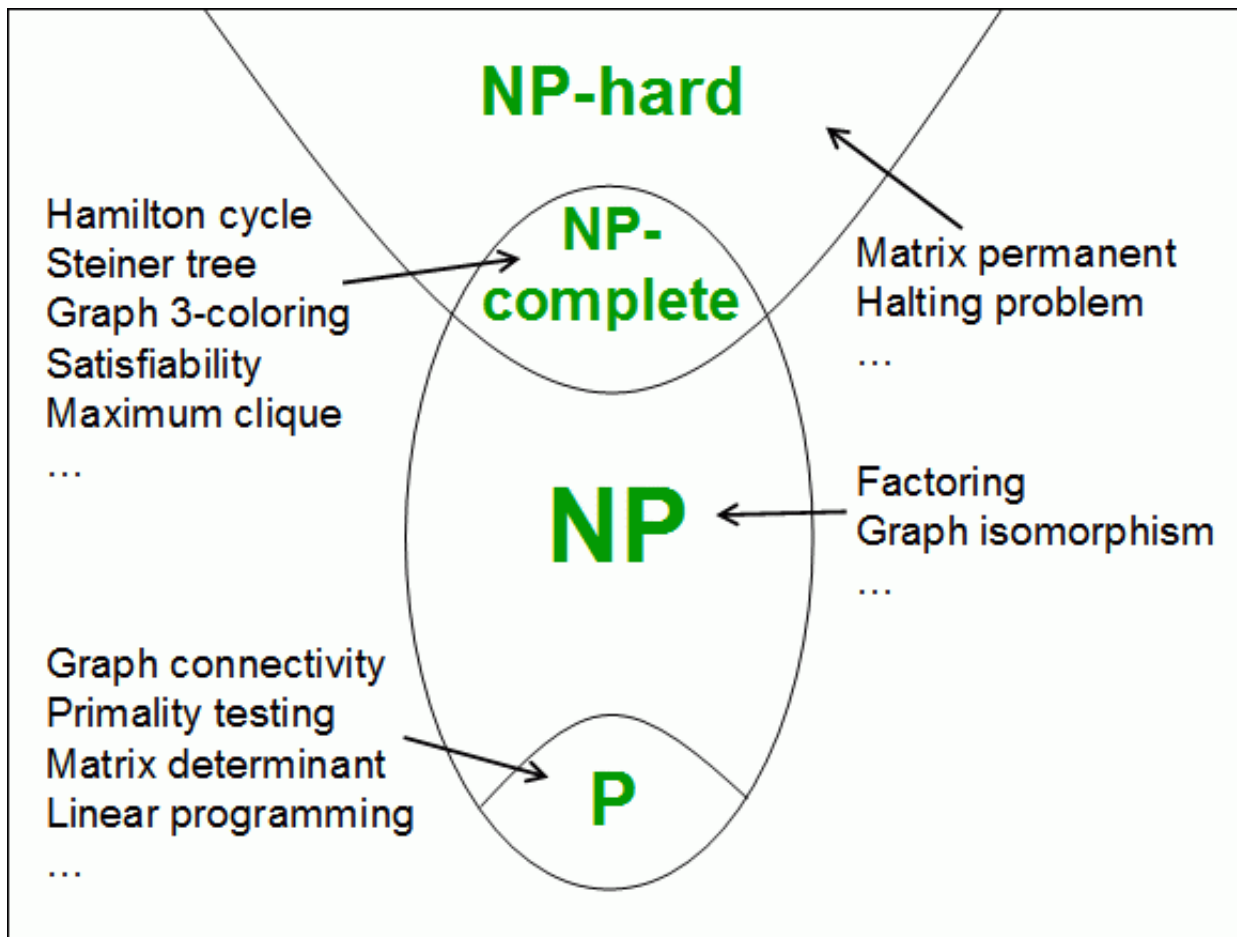 NP-hard
Hamilton cycle
Steiner tree
Graph 3-coloring
Satisfiability
Maximum clique
…
NP-
complete
Matrix permanent
Halting problem
…
NP
Factoring
Graph isomorphism
…
Graph connectivity
Primality testing
Matrix determinant
Linear programming
…
P